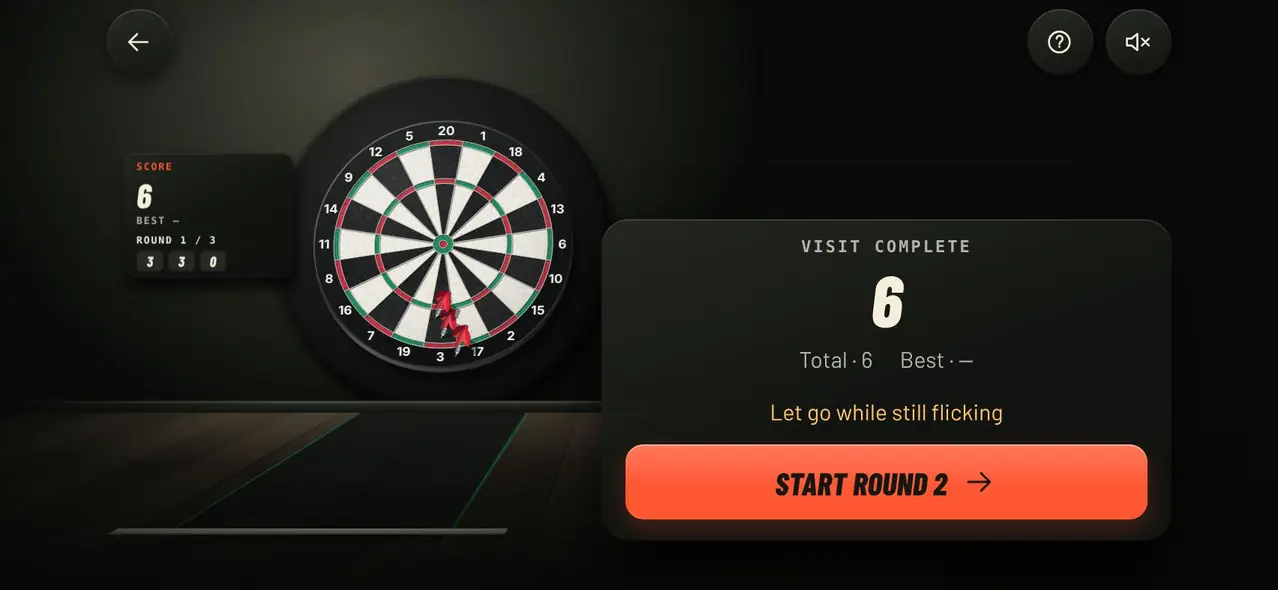 SCORE
6
BEST –
ROUND 1 / 3
3 3 0
20
1
18
4
13
6
10
15
2
17
3
19
7
16
8
11
14
9
12
5
VISIT COMPLETE
6
Total · 6 Best · –
Let go while still flicking
START ROUND 2 →